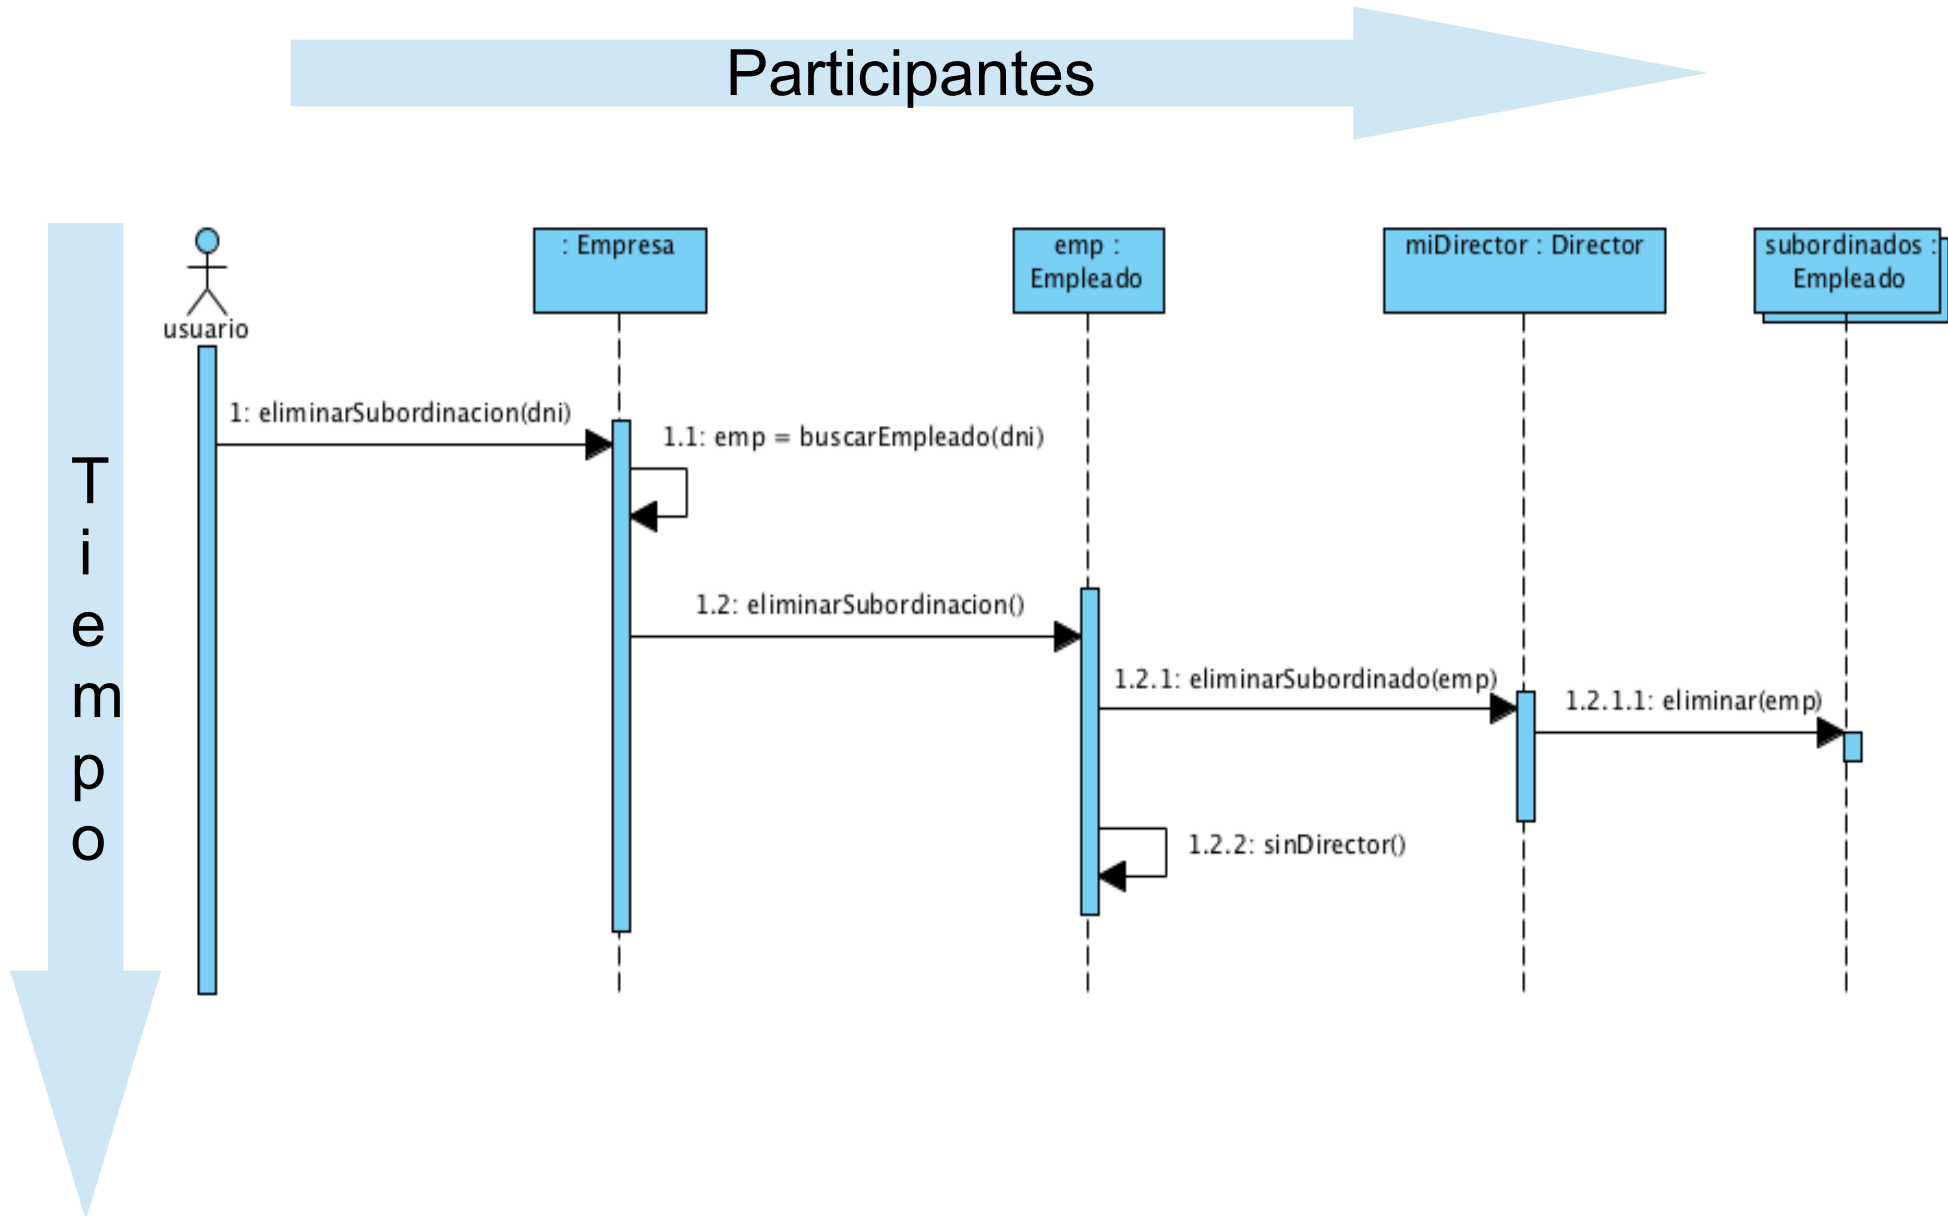 Participantes
usuario
: Empresa
emp :
Empleado
miDirector : Director
subordinados :
Empleado
1: eliminarSubordinacion(dni)
1.1: emp = buscarEmpleado(dni)
1.2: eliminarSubordinacion()
1.2.1: eliminarSubordinado(emp)
1.2.1.1: eliminar(emp)
1.2.2: sinDirector()
T
i
e
m
p
o